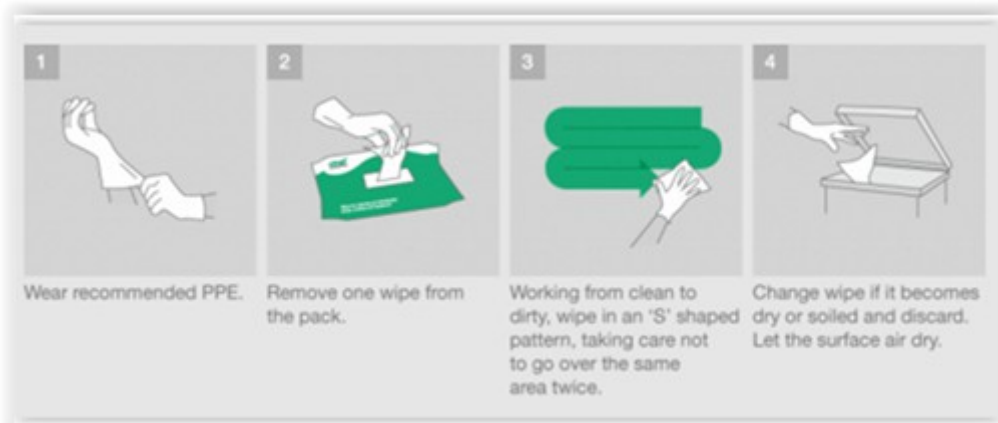 1
2
3
4
Wear recommended PPE.
Remove one wipe from
the pack.
Working from clean to
dirty, wipe in an 'S' shaped
pattern, taking care not
to go over the same
area twice.
Change wipe if it becomes
dry or soiled and discard.
Let the surface air dry.